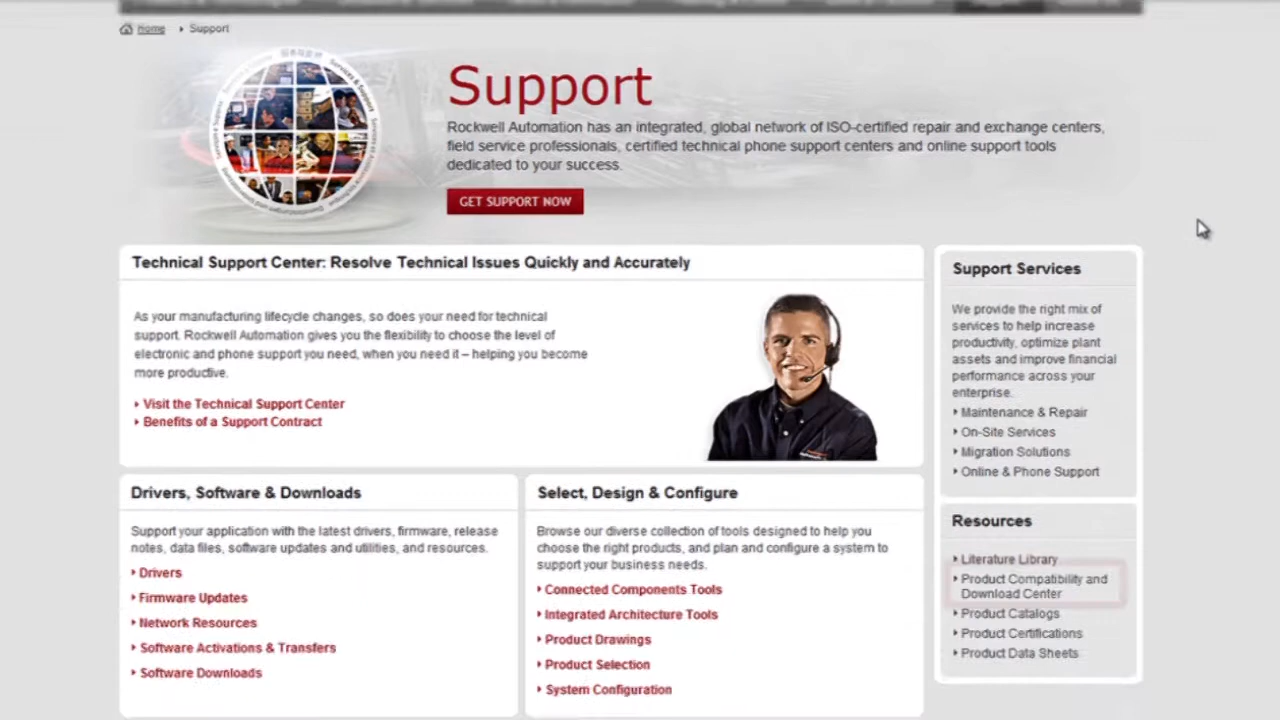 Home
Support
Support
Rockwell Automation has an integrated, global network of ISO-certified repair and exchange centers,
field service professionals, certified technical phone support centers and online support tools
dedicated to your success.
GET SUPPORT NOW
Technical Support Center: Resolve Technical Issues Quickly and Accurately
As your manufacturing lifecycle changes, so does your need for technical
support. Rockwell Automation gives you the flexibility to choose the level of
electronic and phone support you need, when you need it – helping you become
more productive.
Visit the Technical Support Center
Benefits of a Support Contract
Drivers, Software & Downloads
Support your application with the latest drivers, firmware, release
notes, data files, software updates and utilities, and resources.
Drivers
Firmware Updates
Network Resources
Software Activations & Transfers
Software Downloads
Select, Design & Configure
Browse our diverse collection of tools designed to help you
choose the right products, and plan and configure a system to
support your business needs.
Connected Components Tools
Integrated Architecture Tools
Product Drawings
Product Selection
System Configuration
Support Services
We provide the right mix of
services to help increase
productivity, optimize plant
assets and improve financial
performance across your
enterprise.
Maintenance & Repair
On-Site Services
Migration Solutions
Online & Phone Support
Resources
Literature Library
Product Compatibility and
Download Center
Product Catalogs
Product Certifications
Product Data Sheets